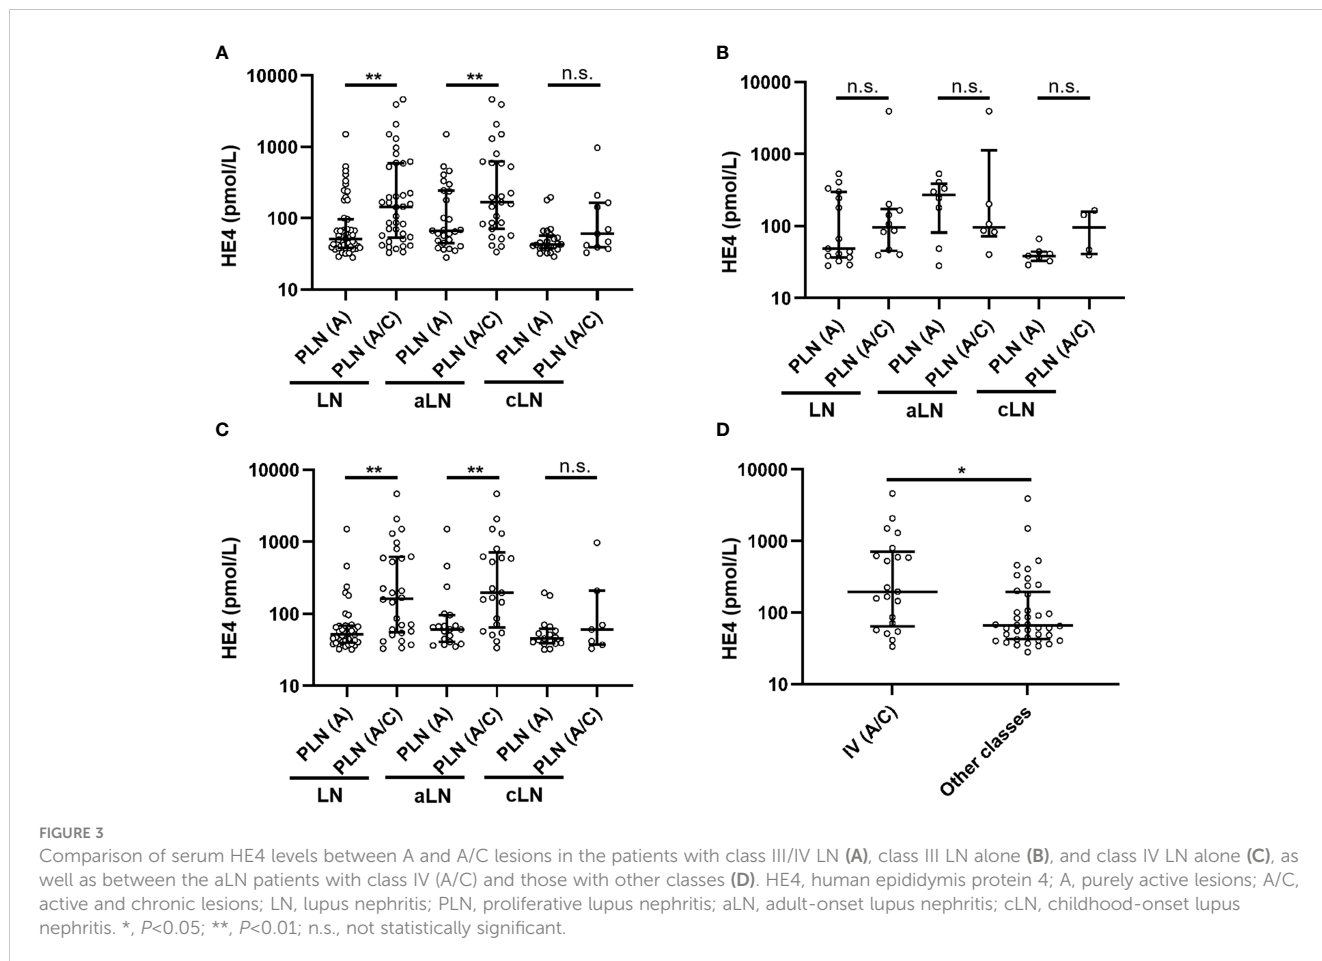 A
**
**
n.s.
10000
1000
100
10
HE4 (pmol/L)
PLN (A)
PLN (A/C)
PLN (A)
PLN (A/C)
PLN (A)
PLN (A/C)
LN
aLN
cLN
B
n.s.
n.s.
n.s.
10000
1000
100
10
HE4 (pmol/L)
PLN (A)
PLN (A/C)
PLN (A)
PLN (A/C)
PLN (A)
PLN (A/C)
LN
aLN
cLN
C
**
**
n.s.
10000
1000
100
10
HE4 (pmol/L)
PLN (A)
PLN (A/C)
PLN (A)
PLN (A/C)
PLN (A)
PLN (A/C)
LN
aLN
cLN
D
*
10000
1000
100
10
HE4 (pmol/L)
IV (A/C)
Other classes
FIGURE 3
Comparison of serum HE4 levels between A and A/C lesions in the patients with class III/IV LN (A), class III LN alone (B), and class IV LN alone (C), as
well as between the aLN patients with class IV (A/C) and those with other classes (D). HE4, human epididymis protein 4; A, purely active lesions; A/C,
active and chronic lesions; LN, lupus nephritis; PLN, proliferative lupus nephritis; aLN, adult-onset lupus nephritis; cLN, childhood-onset lupus
nephritis. *, P<0.05; **, P<0.01; n.s., not statistically significant.